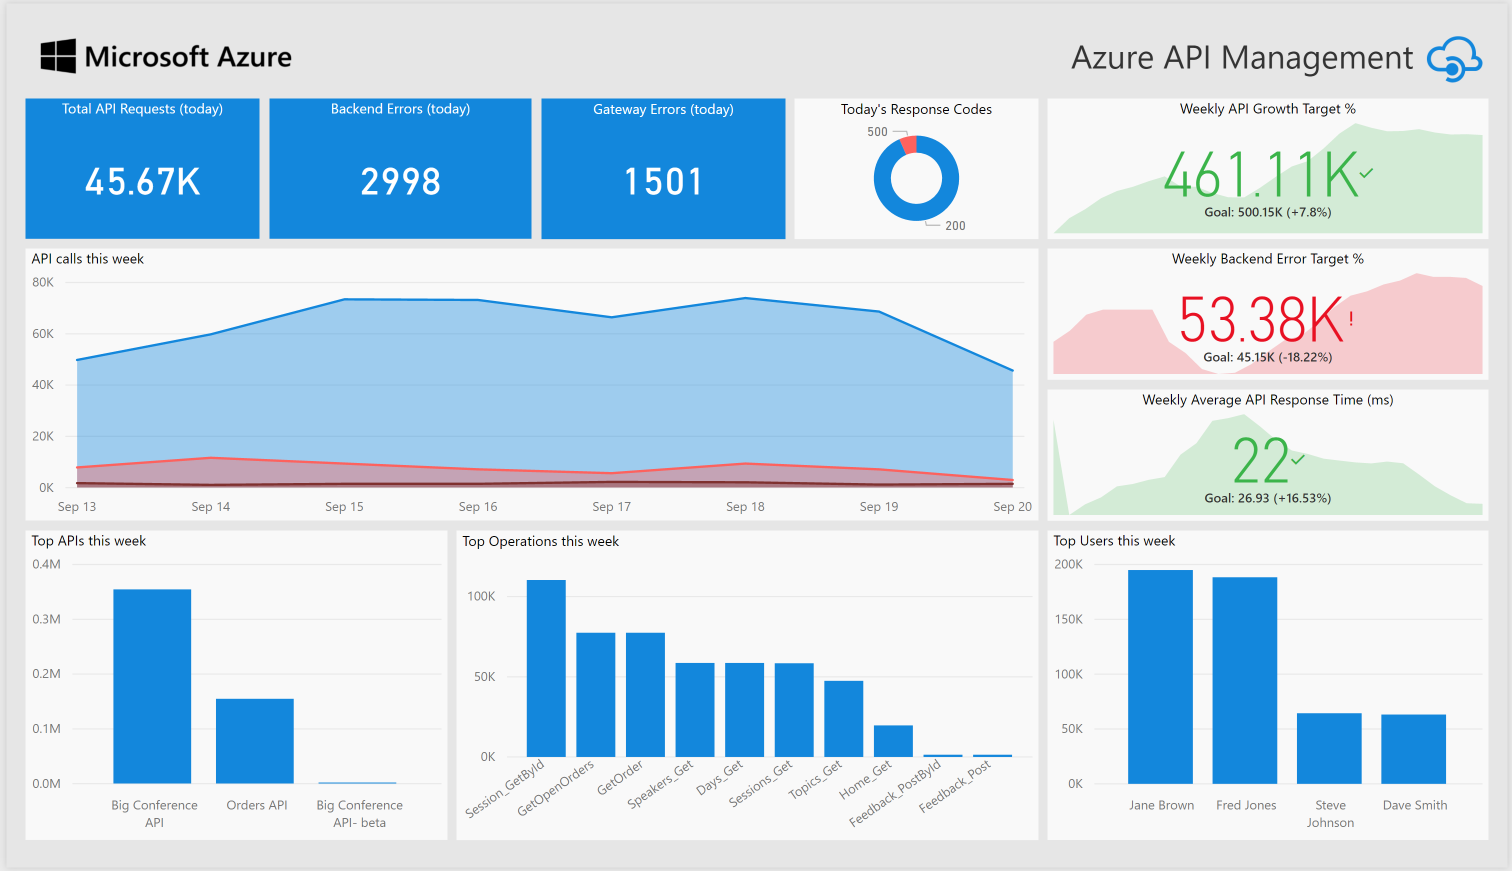 Microsoft Azure
Azure API Management
Total API Requests (today)
45.67K
Backend Errors (today)
2998
Gateway Errors (today)
1501
Today's Response Codes
500
200
Weekly API Growth Target %
461.11K
Goal: 500.15K (+7.8%)
API calls this week
80K
60K
40K
20K
0K
Sep 13
Sep 14
Sep 15
Sep 16
Sep 17
Sep 18
Sep 19
Sep 20
Weekly Backend Error Target %
53.38K!
Goal: 45.15K (-18.22%)
Weekly Average API Response Time (ms)
22
Goal: 26.93 (+16.53%)
Top APIs this week
0.4M
0.3M
0.2M
0.1M
0.0M
Big Conference
API
Orders API
Big Conference
API- beta
Top Operations this week
100K
50K
0K
Session_GetById
GetOpenOrders
GetOrder
Speakers_Get
Days_Get
Sessions_Get
Topics_Get
Home_Get
Feedback_PostById
Feedback_Post
Top Users this week
200K
150K
100K
50K
0K
Jane Brown
Fred Jones
Steve
Johnson
Dave Smith